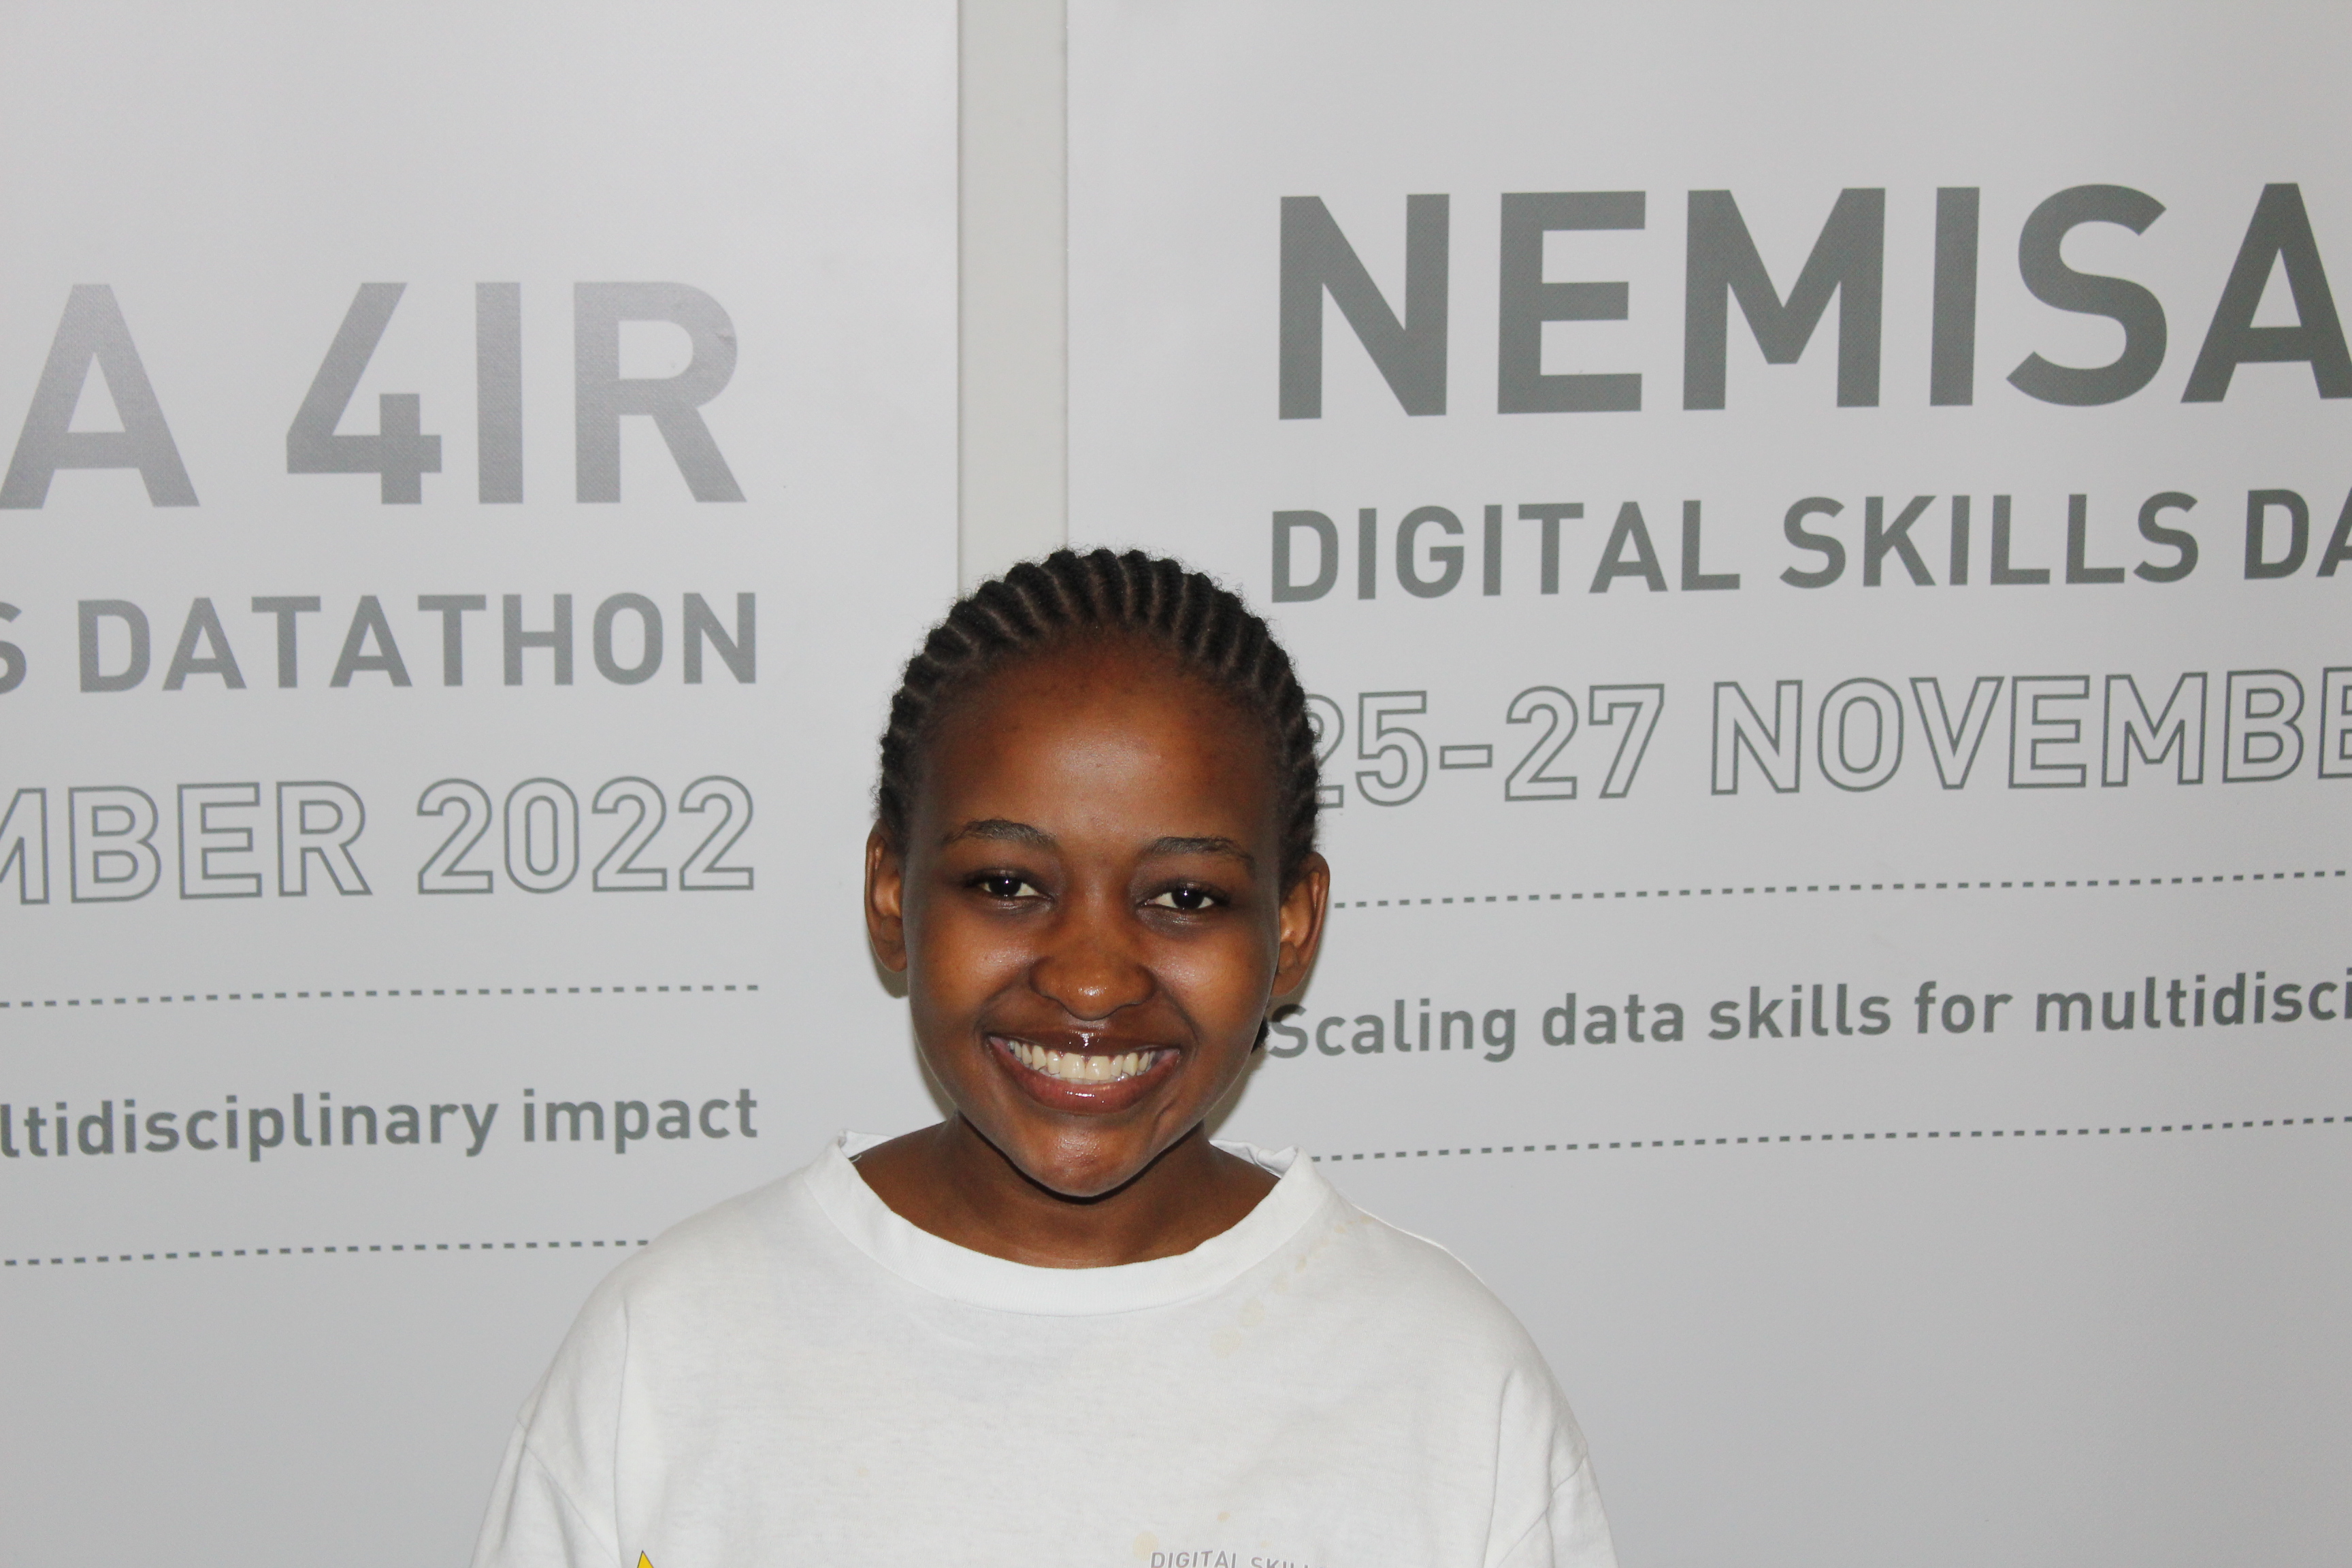 A 4IR
S DATATHON
MBER 2022
ltidisciplinary impact
NEMISA
DIGITAL SKILLS DA
25-27 NOVEMBE
Scaling data skills for multidisci
DIGITAL SKILL